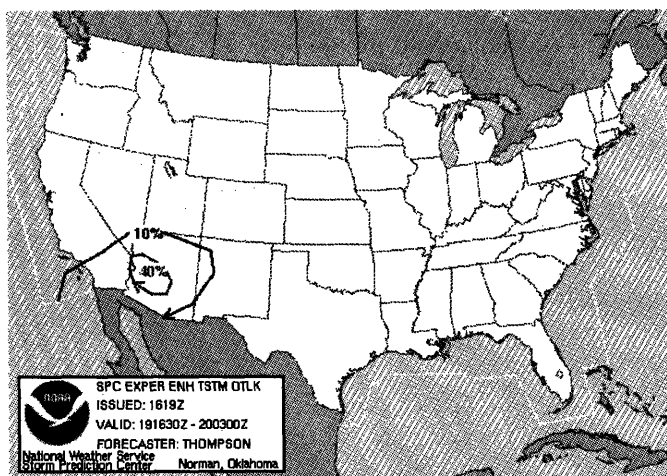 10%
40%
NOAA
SPC EXPER ENH TSTM OTLK
ISSUED: 1619Z
VALID: 191630Z - 200300Z
FORECASTER: THOMPSON
National Weather Service
Storm Prediction Center Norman, Oklahoma